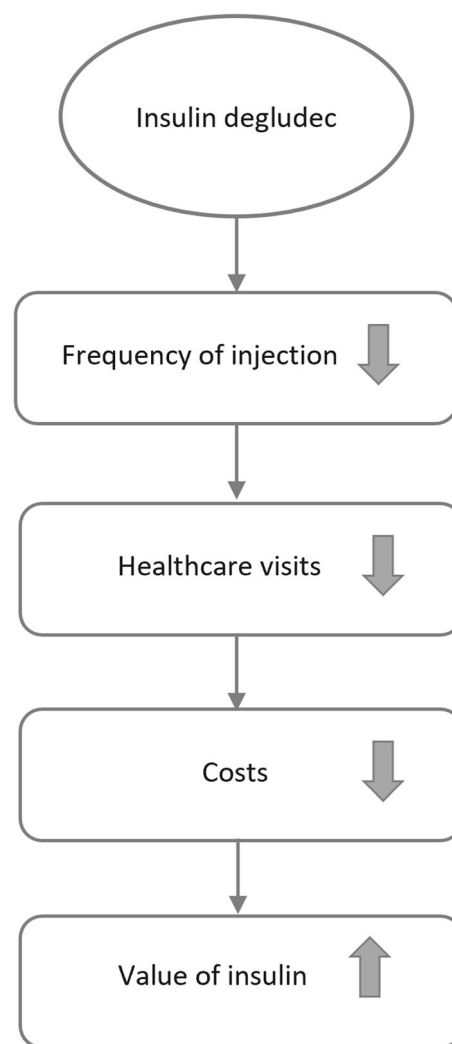 Insulin degludec
Frequency of injection
Healthcare visits
Costs
Value of insulin